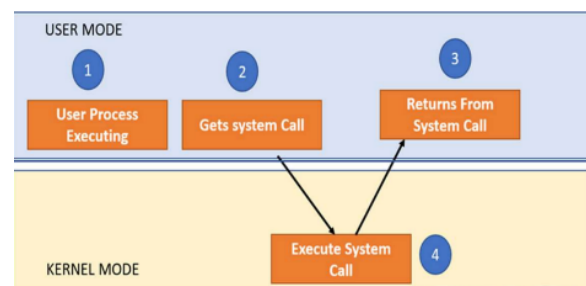 USER MODE
1
2
3
User Process
Executing
Gets system Call
Returns From
System Call
Execute System
Call
4
KERNEL MODE